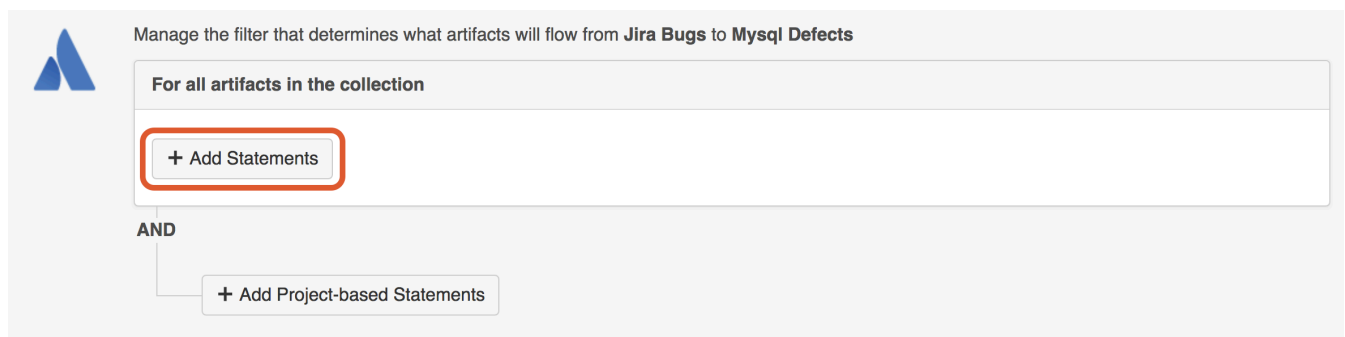 Manage the filter that determines what artifacts will flow from Jira Bugs to Mysql Defects
For all artifacts in the collection
+ Add Statements
AND
+ Add Project-based Statements